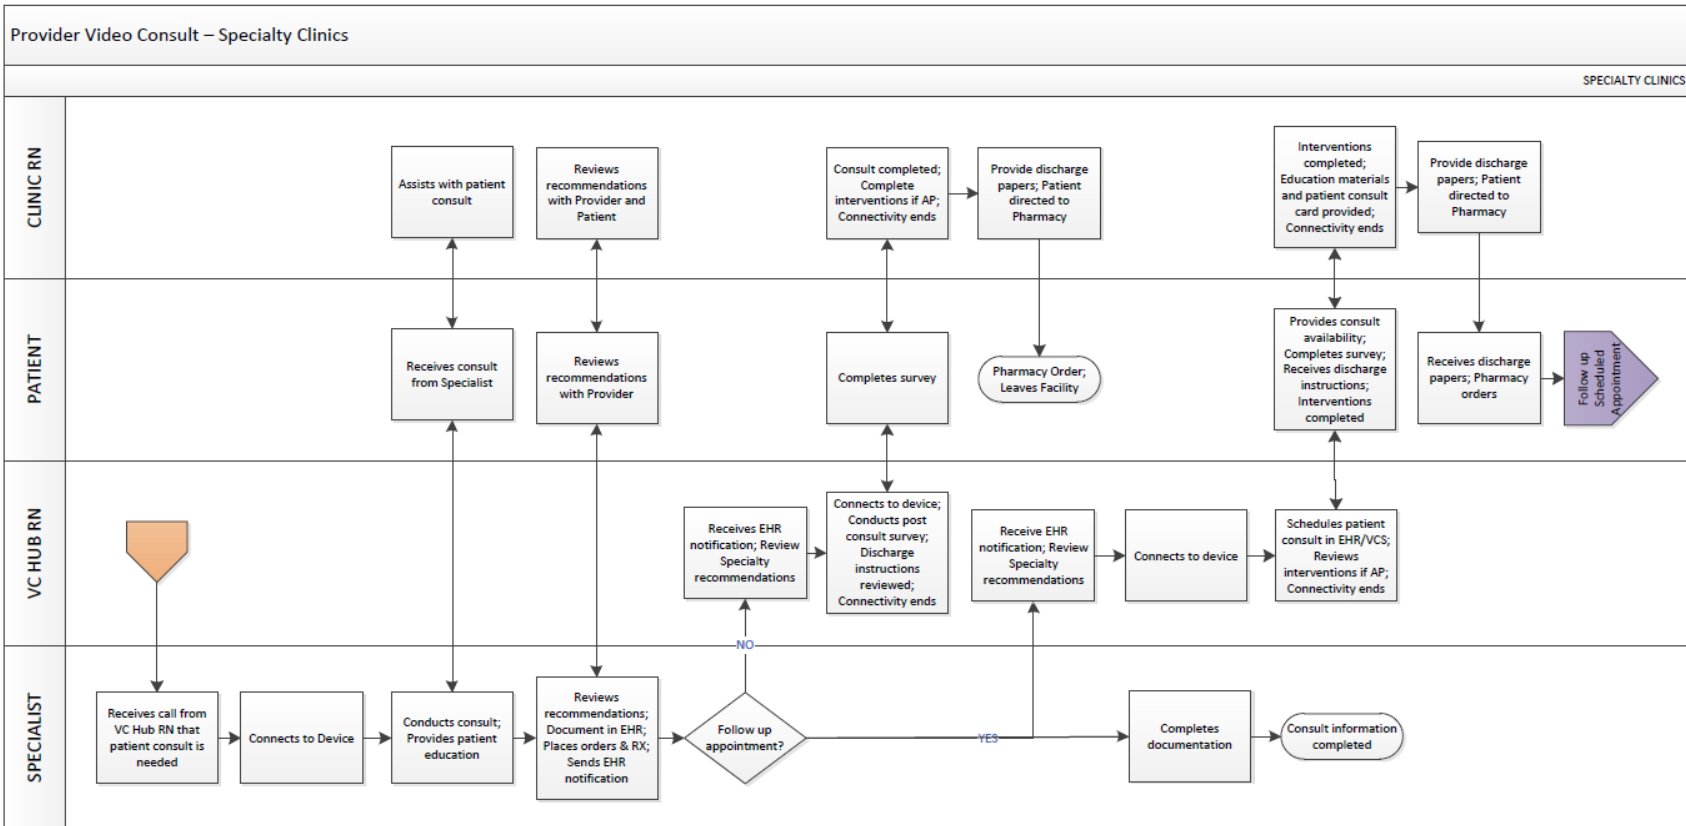 Provider Video Consult – Specialty Clinics
SPECIALTY CLINICS
CLINIC RN
Assists with patient
consult
Reviews
recommendations
with Provider and
Patient
Consult completed;
Complete
interventions if AP;
Connectivity ends
Provide discharge
papers; Patient
directed to
Pharmacy
Interventions
completed;
Education materials
and patient consult
card provided;
Connectivity ends
Provide discharge
papers; Patient
directed to
Pharmacy
PATIENT
Receives consult
from Specialist
Reviews
recommendations
with Provider
Completes survey
Pharmacy Order;
Leaves Facility
Provides consult
availability;
Completes survey;
Receives discharge
instructions;
Interventions
completed
Receives discharge
papers; Pharmacy
orders
Follow up
Scheduled
Appointment
VC HUB RN
Receives EHR
notification; Review
Specialty
recommendations
Connects to device;
Conducts post
consult survey;
Discharge
instructions
reviewed;
Connectivity ends
Receive EHR
notification; Review
Specialty
recommendations
Connects to device
Schedules patient
consult in EHR/VCS;
Reviews
interventions if AP;
Connectivity ends
NO
SPECIALIST
Receives call from
VC Hub RN that
patient consult is
needed
Connects to Device
Conducts consult;
Provides patient
education
Reviews
recommendations;
Document in EHR;
Places orders & RX;
Sends EHR
notification
Follow up
appointment?
YES
Completes
documentation
Consult information
completed